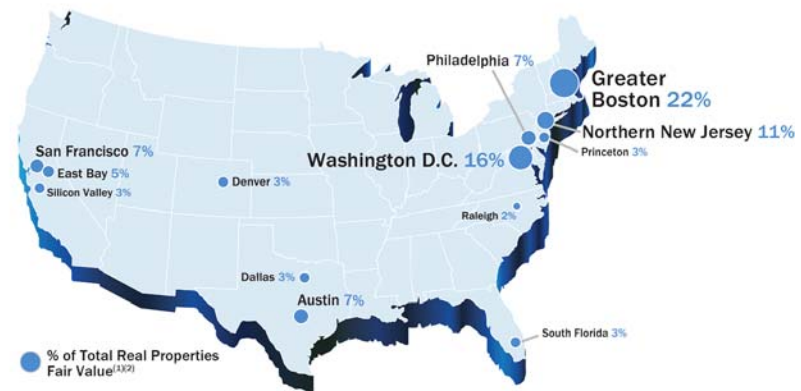 Philadelphia 7%
Greater
Boston 22%
Northern New Jersey 11%
Princeton 3%
Washington D.C. 16%
San Francisco 7%
East Bay 5%
Silicon Valley 3%
Denver 3%
Raleigh 2%
Dallas 3%
Austin 7%
South Florida 3%
% of Total Real Properties
Fair Value(1)(2)